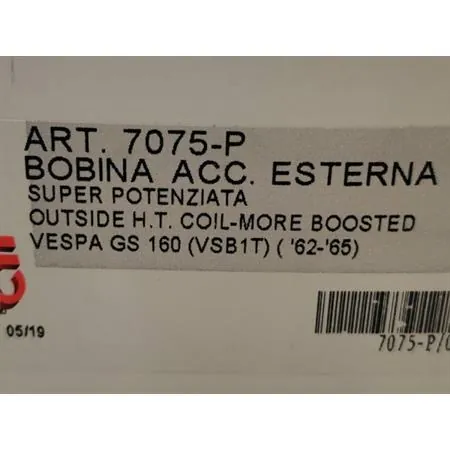 ART. 7075-P
BOBINA ACC. ESTERNA
SUPER POTENZIATA
OUTSIDE H.T. COIL-MORE BOOSTED
VESPA GS 160 (VSB1T) ( '62-'65)
05/19
7075-P/